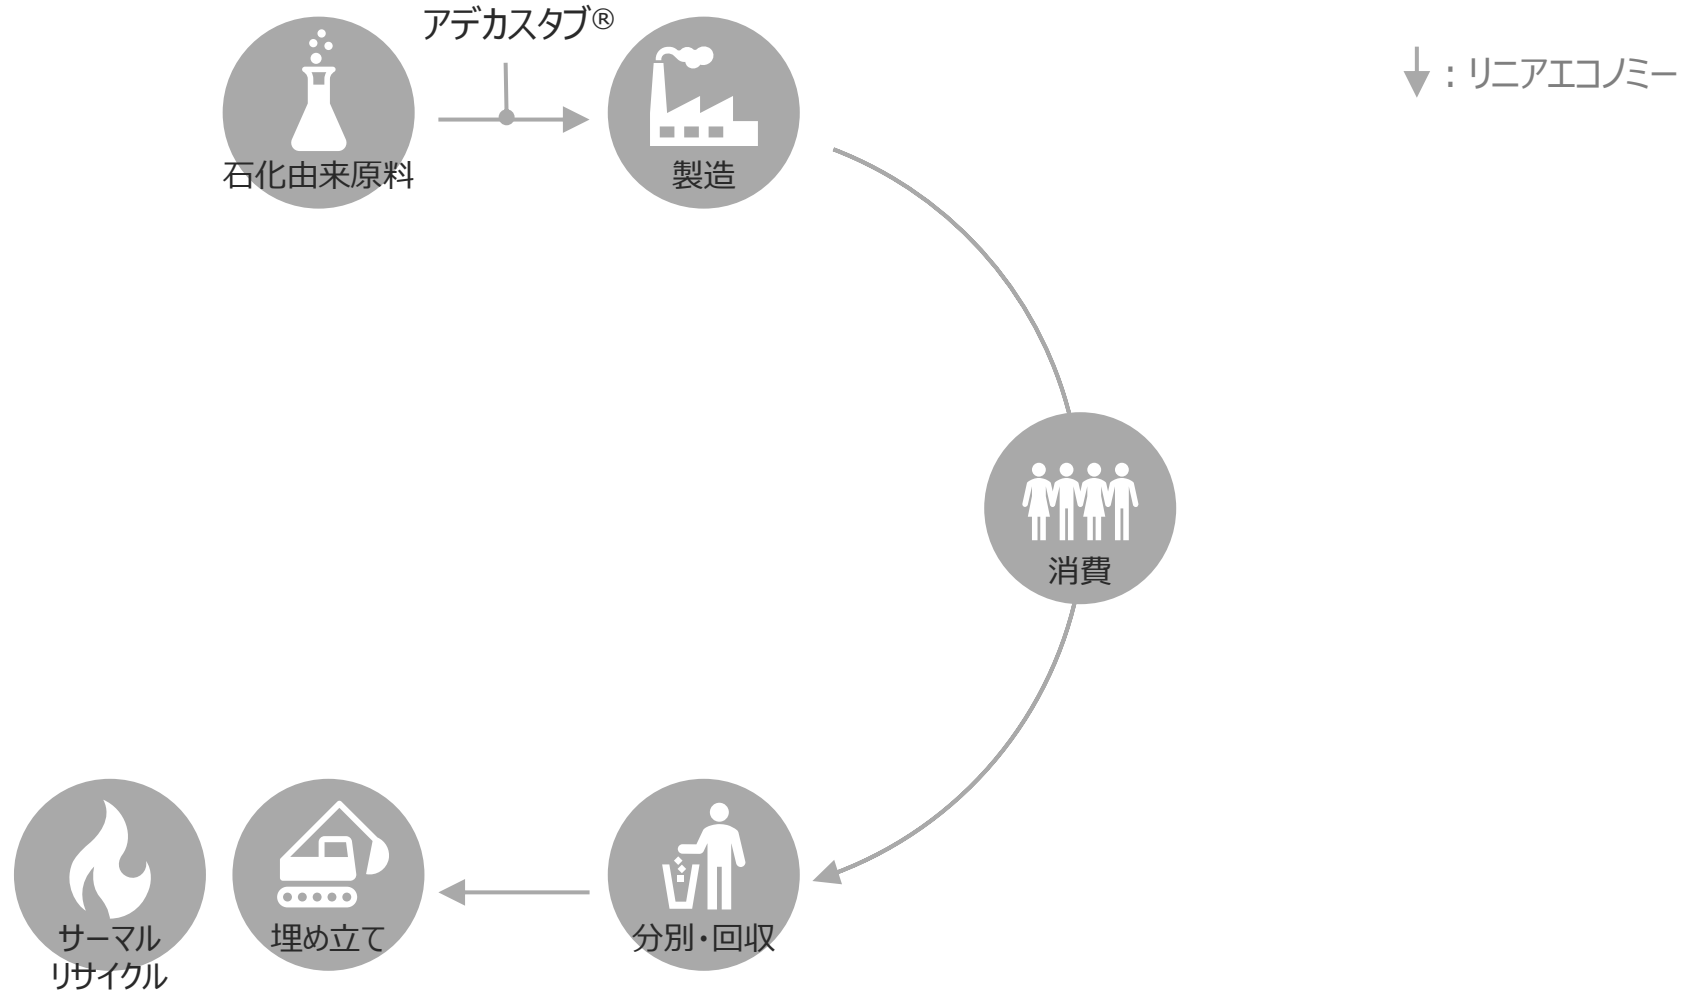 アデカスタブ®
↓ : リニアエコノミー
石化由来原料
製造
消費
サーマル
リサイクル
埋め立て
分別・回収